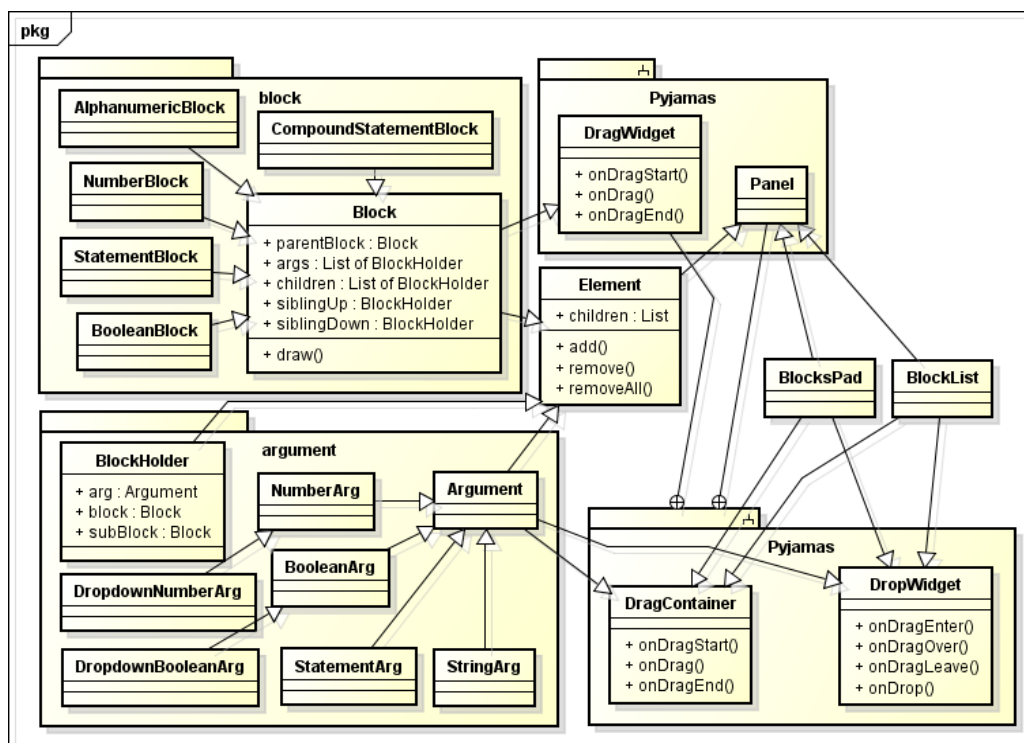 pkg
block
AlphanumericBlock
CompoundStatementBlock
NumberBlock
StatementBlock
BooleanBlock
Block
+ parentBlock : Block
+ args : List of BlockHolder
+ children : List of BlockHolder
+ siblingUp : BlockHolder
+ siblingDown : BlockHolder
+ draw()
Pyjamas
DragWidget
+ onDragStart()
+ onDrag()
+ onDragEnd()
Panel
Element
+ children : List
+ add()
+ remove()
+ removeAll()
BlocksPad
BlockList
argument
BlockHolder
+ arg : Argument
+ block : Block
+ subBlock : Block
NumberArg
Argument
BooleanArg
DropdownNumberArg
DropdownBooleanArg
StatementArg
StringArg
Pyjamas
DragContainer
+ onDragStart()
+ onDrag()
+ onDragEnd()
DropWidget
+ onDragEnter()
+ onDragOver()
+ onDragLeave()
+ onDrop()